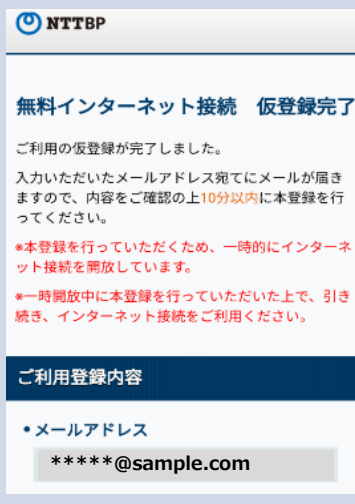 NTTBP
無料インターネット接続　仮登録完了
ご利用の仮登録が完了しました。
入力いただいたメールアドレス宛てにメールが届き
ますので、内容をご確認の上10分以内に本登録を行
ってください。
※本登録を行っていただくため、一時的にインターネ
ット接続を開放しています。
※一時開放中に本登録を行っていただいた上で、引き
続き、インターネット接続をご利用ください。
ご利用登録内容
•メールアドレス
*****@sample.com